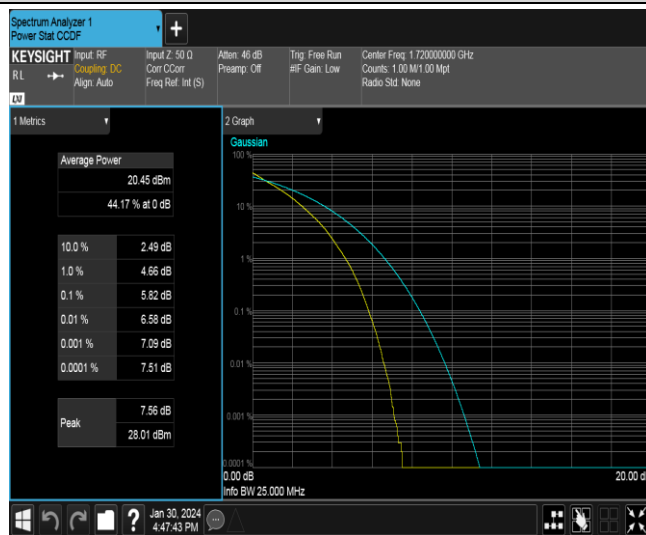 Spectrum Analyzer 1
Power Stat CCDF
KEYSIGHT
RL
LXI
Input: RF
Coupling: DC
Align: Auto
Input Z: 50 Ω
Corr CCorr
Freq Ref: Int (S)
Atten: 46 dB
Preamp: Off
Trig: Free Run
#IF Gain: Low
Center Freq: 1.720000000 GHz
Counts: 1.00 M/1.00 Mpt
Radio Std: None
1 Metrics
Average Power
20.45 dBm
44.17 % at 0 dB
10.0 % 2.49 dB
1.0 % 4.66 dB
0.1 % 5.82 dB
0.01 % 6.58 dB
0.001 % 7.09 dB
0.0001 % 7.51 dB
Peak
7.56 dB
28.01 dBm
2 Graph
Gaussian
100 %
10 %
1 %
0.1 %
0.01 %
0.001 %
0.0001 %
0.00 dB 20.00 d
Info BW 25.000 MHz
?
Jan 30, 2024
4:47:43 PM